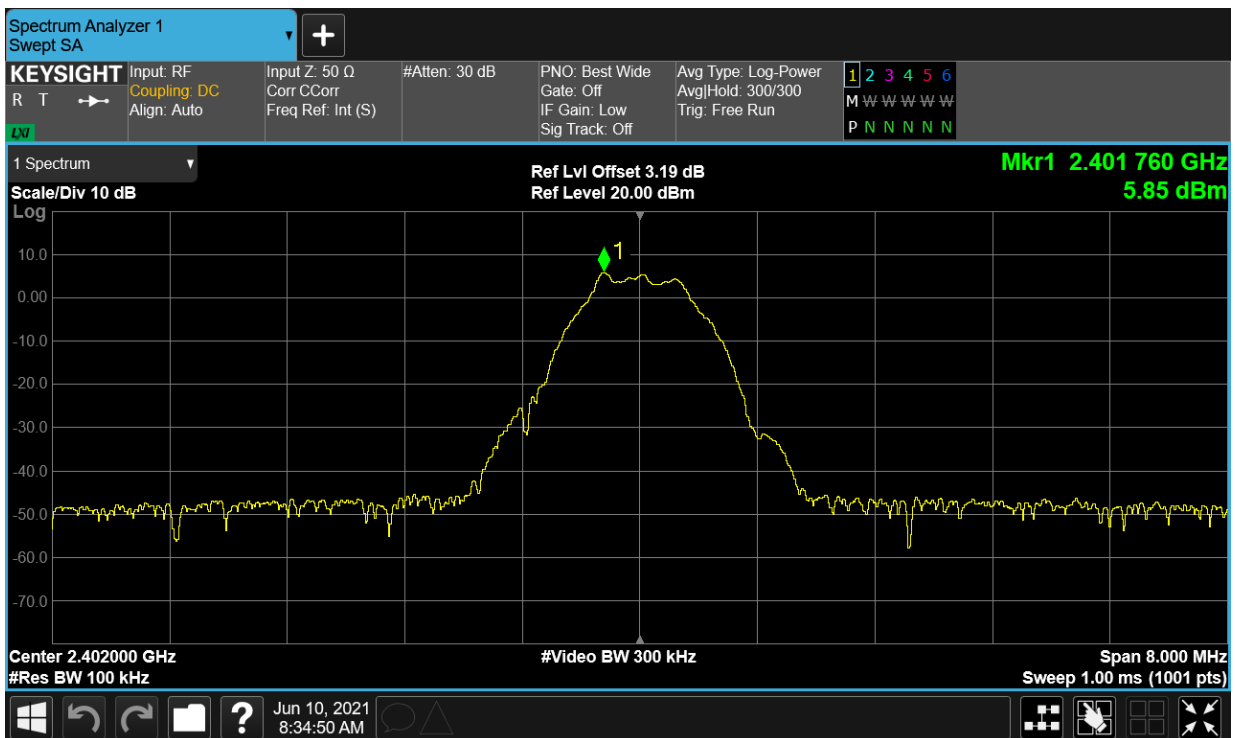 Spectrum Analyzer 1
Swept SA
KEYSIGHT
R T
LXI
Input: RF
Coupling: DC
Align: Auto
Input Z: 50 Ω
Corr CCorr
Freq Ref: Int (S)
#Atten: 30 dB
PNO: Best Wide
Gate: Off
IF Gain: Low
Sig Track: Off
Avg Type: Log-Power
Avg|Hold: 300/300
Trig: Free Run
1 2 3 4 5 6
M W W W W W
P N N N N N
1 Spectrum
Scale/Div 10 dB
Ref Lvl Offset 3.19 dB
Ref Level 20.00 dBm
Mkr1 2.401 760 GHz
5.85 dBm
Log
10.0
0.00
-10.0
-20.0
-30.0
-40.0
-50.0
-60.0
-70.0
1
Center 2.402000 GHz
#Res BW 100 kHz
#Video BW 300 kHz
Span 8.000 MHz
Sweep 1.00 ms (1001 pts)
?
Jun 10, 2021
8:34:50 AM